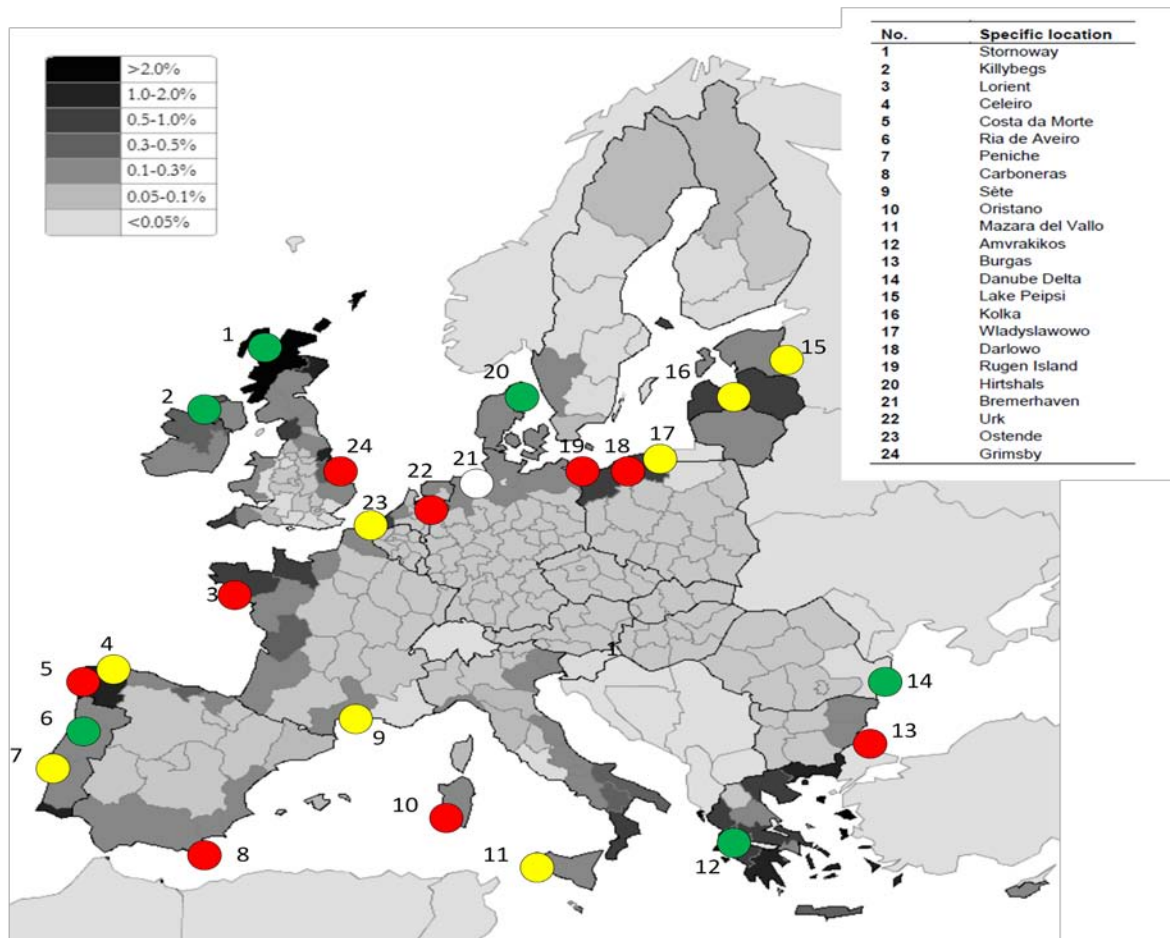 >2.0%
1.0-2.0%
0.5-1.0%
0.3-0.5%
0.1-0.3%
0.05-0.1%
<0.05%
No. Specific location
1 Stornoway
2 Killybegs
3 Lorient
4 Celeiro
5 Costa da Morte
6 Ria de Aveiro
7 Peniche
8 Carboneras
9 Sète
10 Oristano
11 Mazara del Vallo
12 Amvrakikos
13 Burgas
14 Danube Delta
15 Lake Peipsi
16 Kolka
17 Wladyslawowo
18 Darlowo
19 Rugen Island
20 Hirtshals
21 Bremerhaven
22 Urk
23 Ostende
24 Grimsby
1
15
16
20
2
24
22
21
19
18
17
23
3
4
5
6
7
9
14
13
10
11
12
8
1